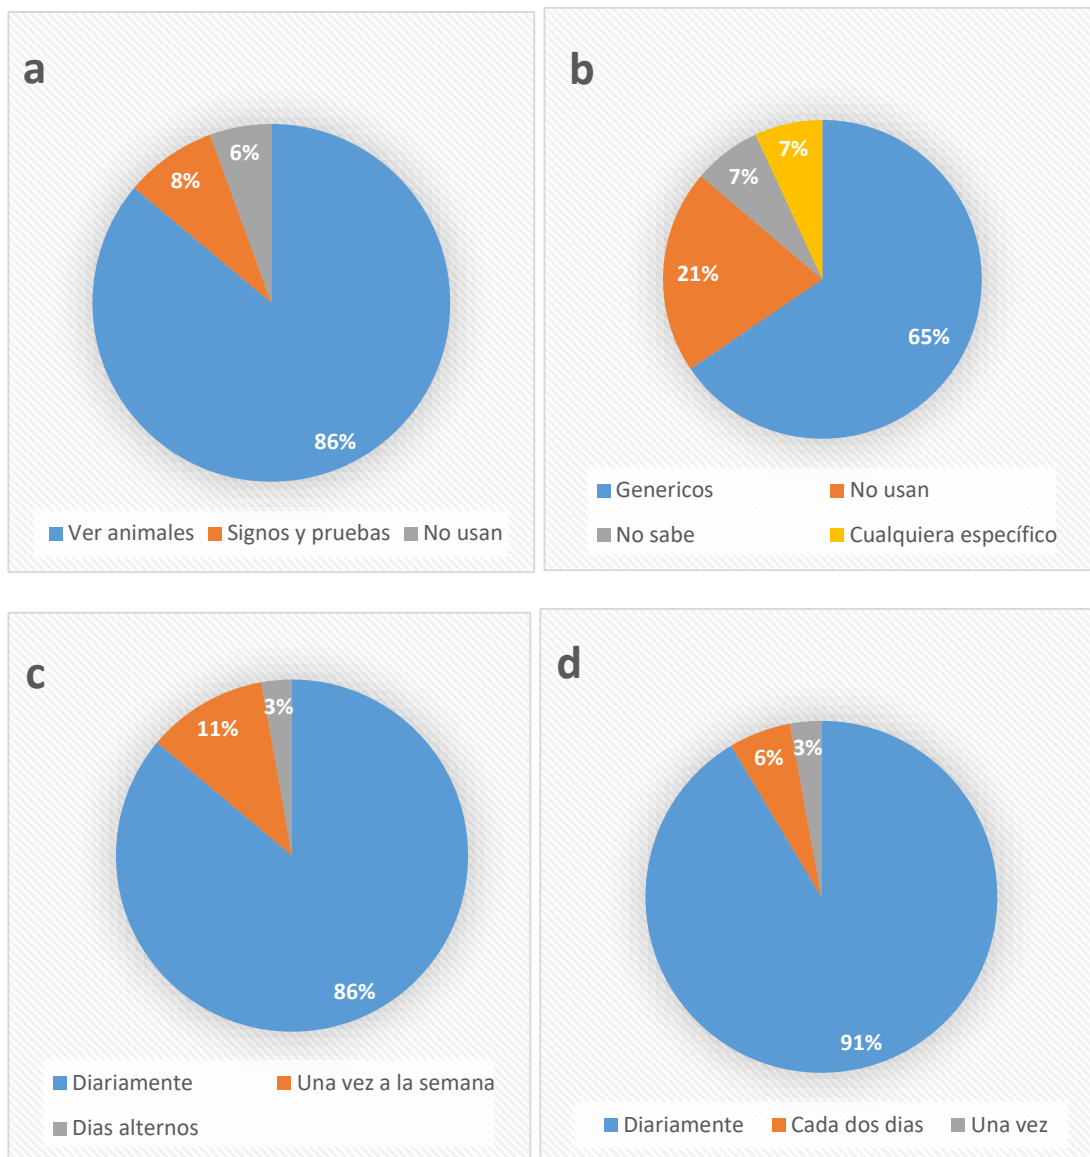 a
6%
8%
86%
Ver animales Signos y pruebas No usan
b
7%
7%
21%
65%
Genericos No usan
No sabe Cualquiera específico
c
3%
11%
86%
Diariamente Una vez a la semana
Dias alternos
d
6% 3%
91%
Diariamente Cada dos dias Una vez